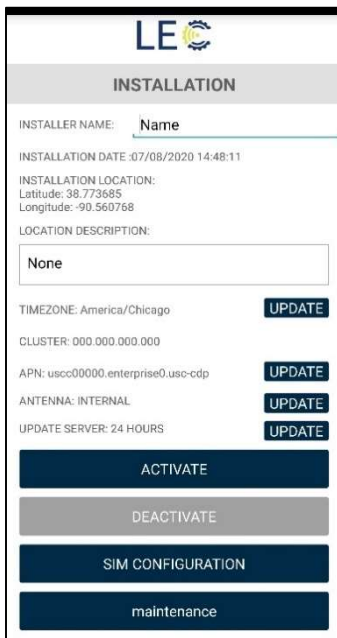 LEC
INSTALLATION
INSTALLER NAME: Name
INSTALLATION DATE :07/08/2020 14:48:11
INSTALLATION LOCATION:
Latitude: 38.773685
Longitude: -90.560768
LOCATION DESCRIPTION:
None
TIMEZONE: America/Chicago UPDATE
CLUSTER: 000.000.000.000
APN: uscc00000.enterprise0.usc-cdp UPDATE
ANTENNA: INTERNAL UPDATE
UPDATE SERVER: 24 HOURS UPDATE
ACTIVATE
DEACTIVATE
SIM CONFIGURATION
maintenance